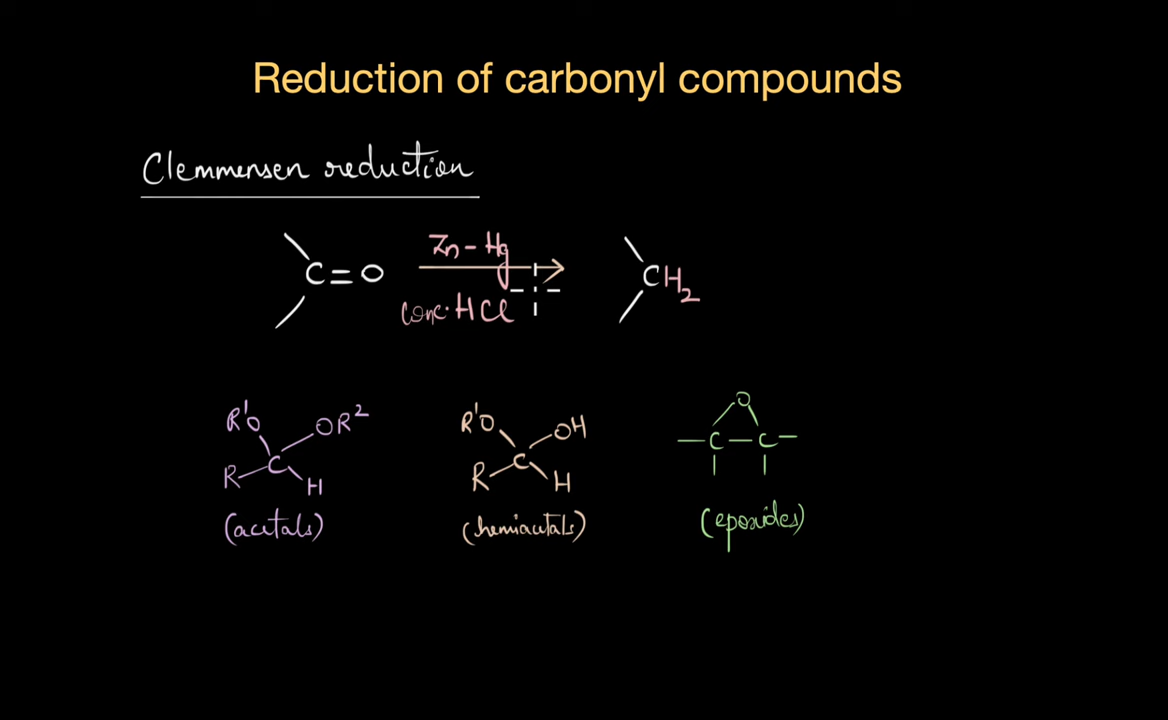 Reduction of carbonyl compounds
Clemmensen reduction
C=O
Zn-Hg
conc. HCl
CH2
R'O OR2
R C H
(acetals)
R'O OH
R C H
(hemiacetals)
O
-C-C-
(epoxides)